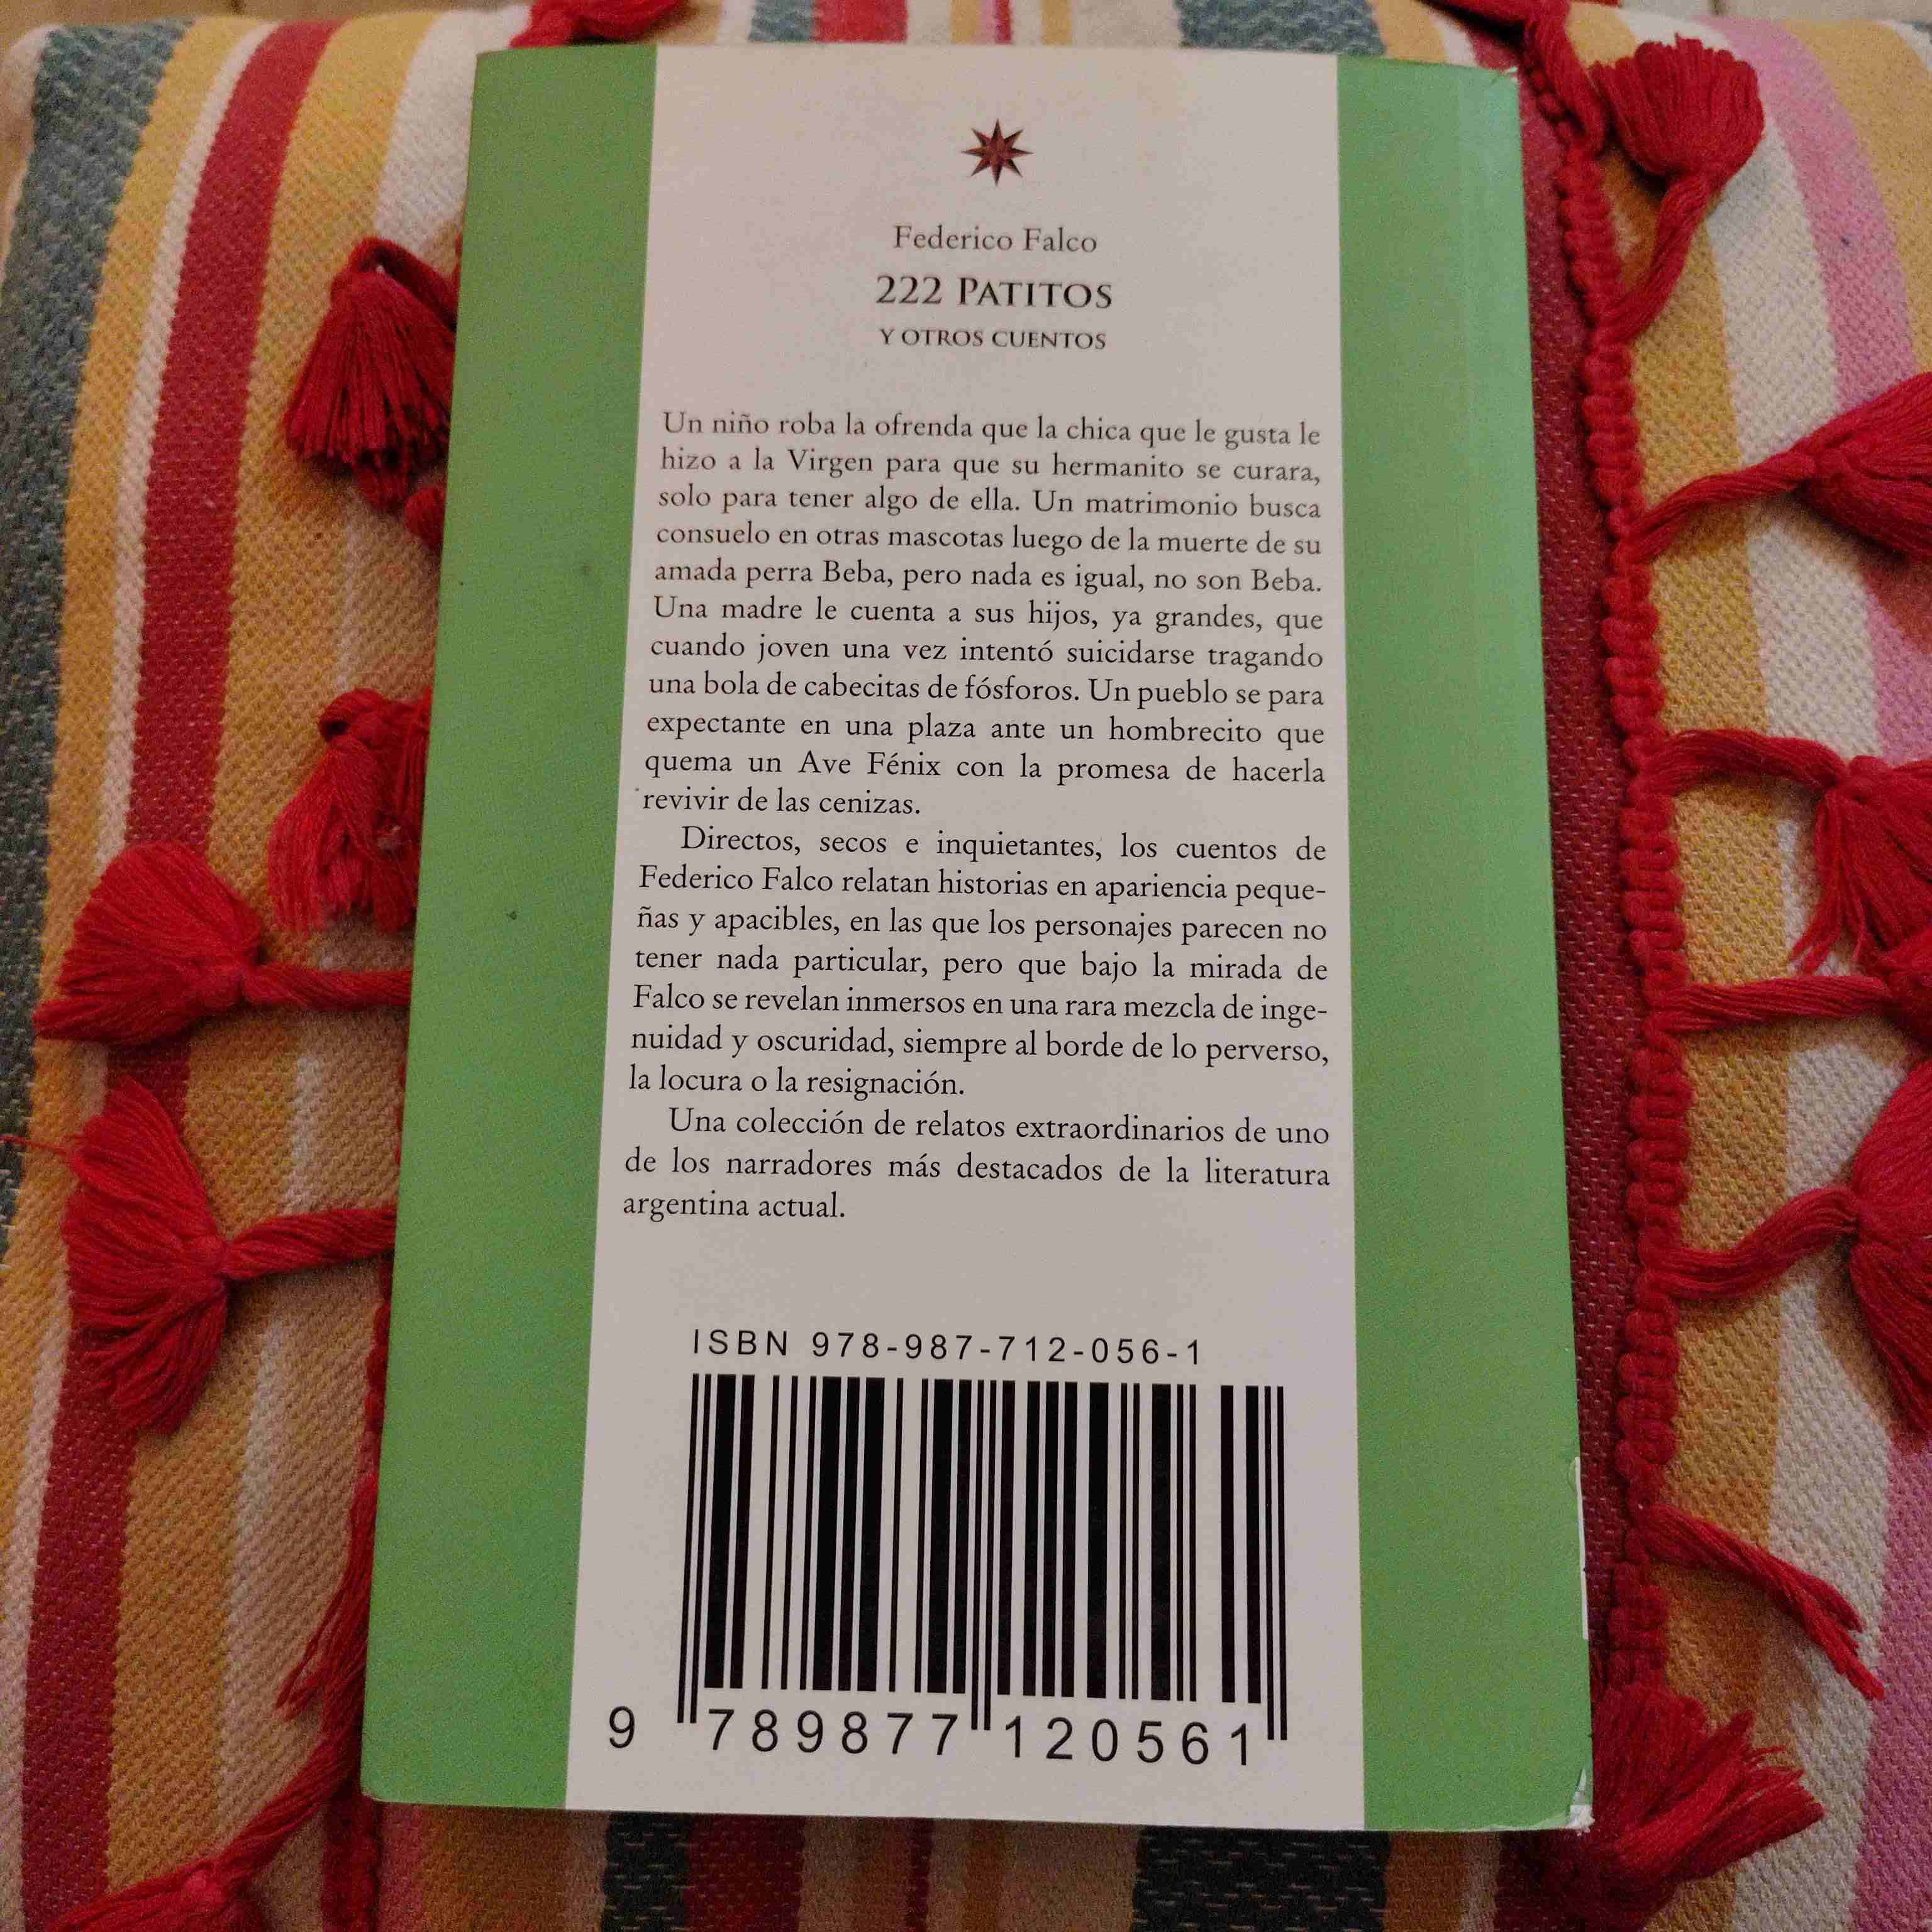 Federico Falco
222 PATITOS
Y OTROS CUENTOS
Un niño roba la ofrenda que la chica que le gusta le
hizo a la Virgen para que su hermanito se curara,
solo para tener algo de ella. Un matrimonio busca
consuelo en otras mascotas luego de la muerte de su
amada perra Beba, pero nada es igual, no son Beba.
Una madre le cuenta a sus hijos, ya grandes, que
cuando joven una vez intentó suicidarse tragando
una bola de cabecitas de fósforos. Un pueblo se para
expectante en una plaza ante un hombrecito que
quema un Ave Fénix con la promesa de hacerla
revivir de las cenizas.
Directos, secos e inquietantes, los cuentos de
Federico Falco relatan historias en apariencia peque-
ñas y apacibles, en las que los personajes parecen no
tener nada particular, pero que bajo la mirada de
Falco se revelan inmersos en una rara mezcla de inge-
nuidad y oscuridad, siempre al borde de lo perverso,
la locura o la resignación.
Una colección de relatos extraordinarios de uno
de los narradores más destacados de la literatura
argentina actual.
ISBN 978-987-712-056-1
9 789877 120561